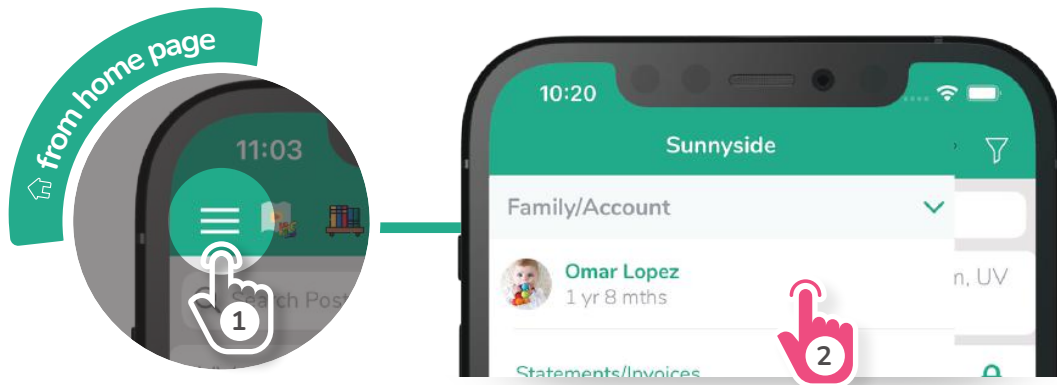 from home page
11:03
Search Post
1
10:20
Sunnyside
Family/Account
Omar Lopez
1 yr 8 mths
n, UV
Statements/Invoices
2